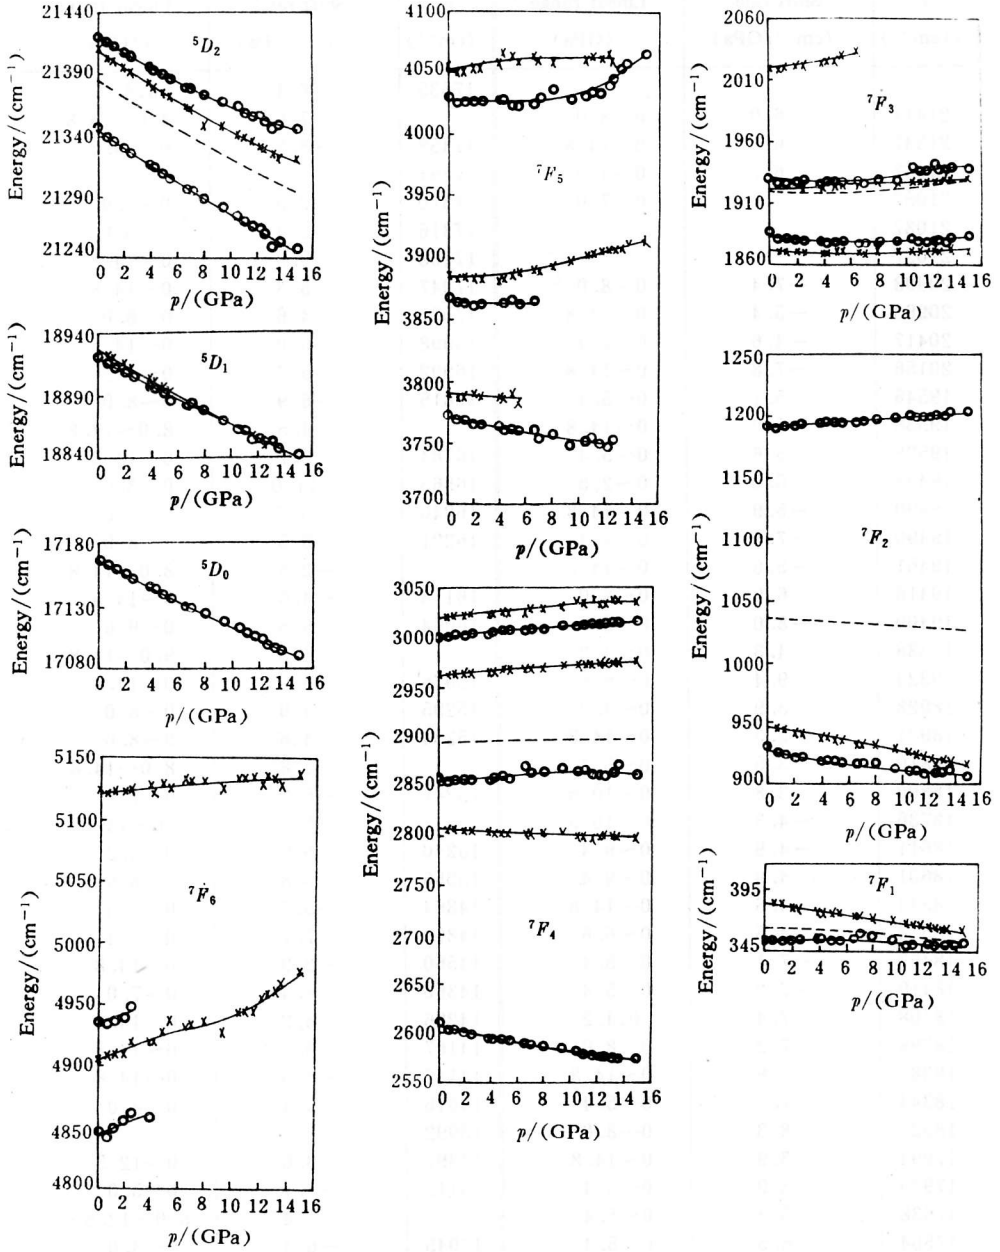 21440
21390
21340
21290
21240
Energy/(cm⁻¹)
⁵D₂
0 2 4 6 8 10 12 14 16
p/(GPa)
18940
18890
18840
Energy/(cm⁻¹)
⁵D₁
0 2 4 6 8 10 12 14 16
p/(GPa)
17180
17130
17080
Energy/(cm⁻¹)
⁵D₀
0 2 4 6 8 10 12 14 16
p/(GPa)
5150
5100
5050
5000
4950
4900
4850
4800
Energy/(cm⁻¹)
⁷F₆
0 2 4 6 8 10 12 14 16
p/(GPa)
4100
4050
4000
3950
3900
3850
3800
3750
3700
Energy/(cm⁻¹)
⁷F₅
0 2 4 6 8 10 12 14 16
p/(GPa)
3050
3000
2950
2900
2850
2800
2750
2700
2650
2600
2550
Energy/(cm⁻¹)
⁷F₄
0 2 4 6 8 10 12 14 16
p/(GPa)
2060
2010
1960
1910
1860
Energy/(cm⁻¹)
⁷F₃
0 2 4 6 8 10 12 14 16
p/(GPa)
1250
1200
1150
1100
1050
1000
950
900
Energy/(cm⁻¹)
⁷F₂
0 2 4 6 8 10 12 14 16
p/(GPa)
395
345
Energy/(cm⁻¹)
⁷F₁
0 2 4 6 8 10 12 14 16
p/(GPa)